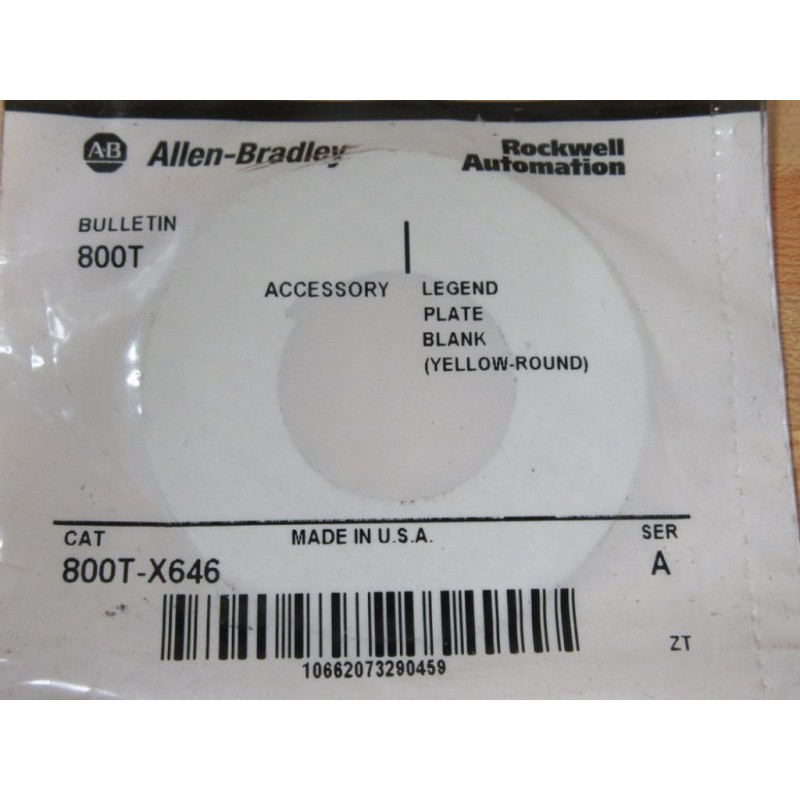 A-B Allen-Bradley
Rockwell
Automation
BULLETIN
800T
ACCESSORY LEGEND
PLATE
BLANK
(YELLOW-ROUND)
CAT MADE IN U.S.A. SER
800T-X646 A
10662073290459
ZT